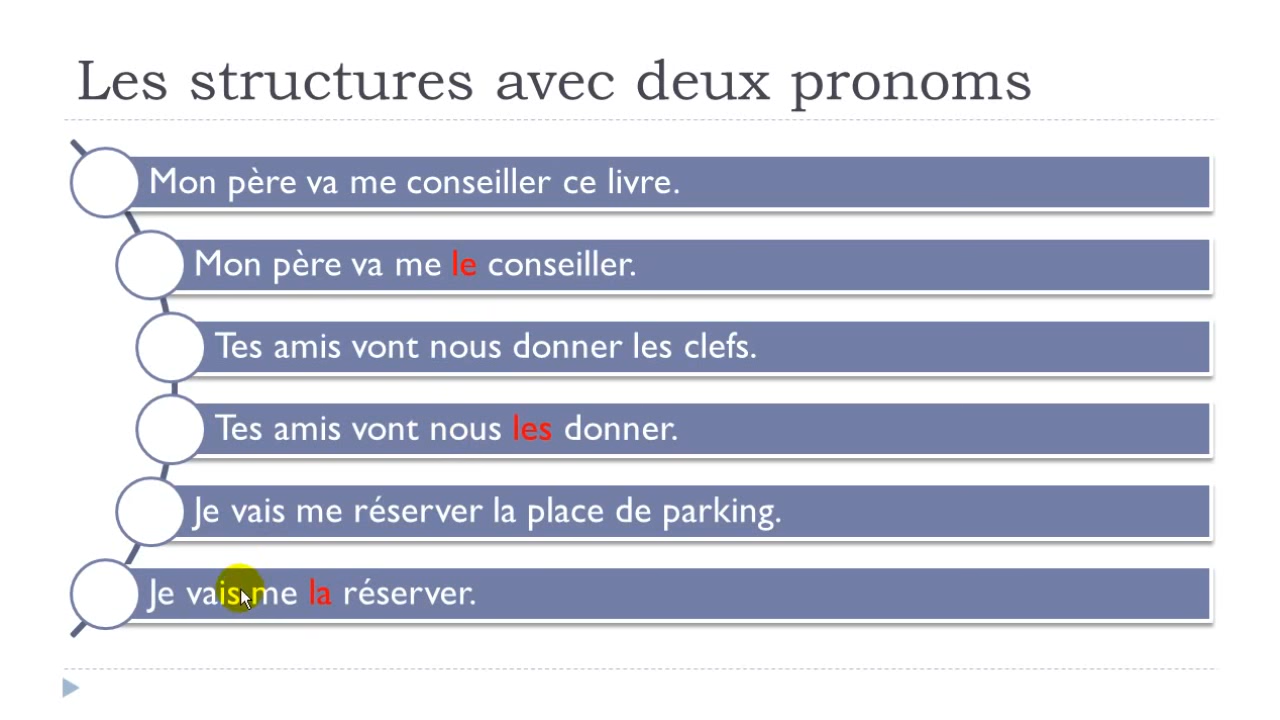 Les structures avec deux pronoms
Mon père va me conseiller ce livre.
Mon père va me le conseiller.
Tes amis vont nous donner les clefs.
Tes amis vont nous les donner.
Je vais me réserver la place de parking.
Je vais me la réserver.